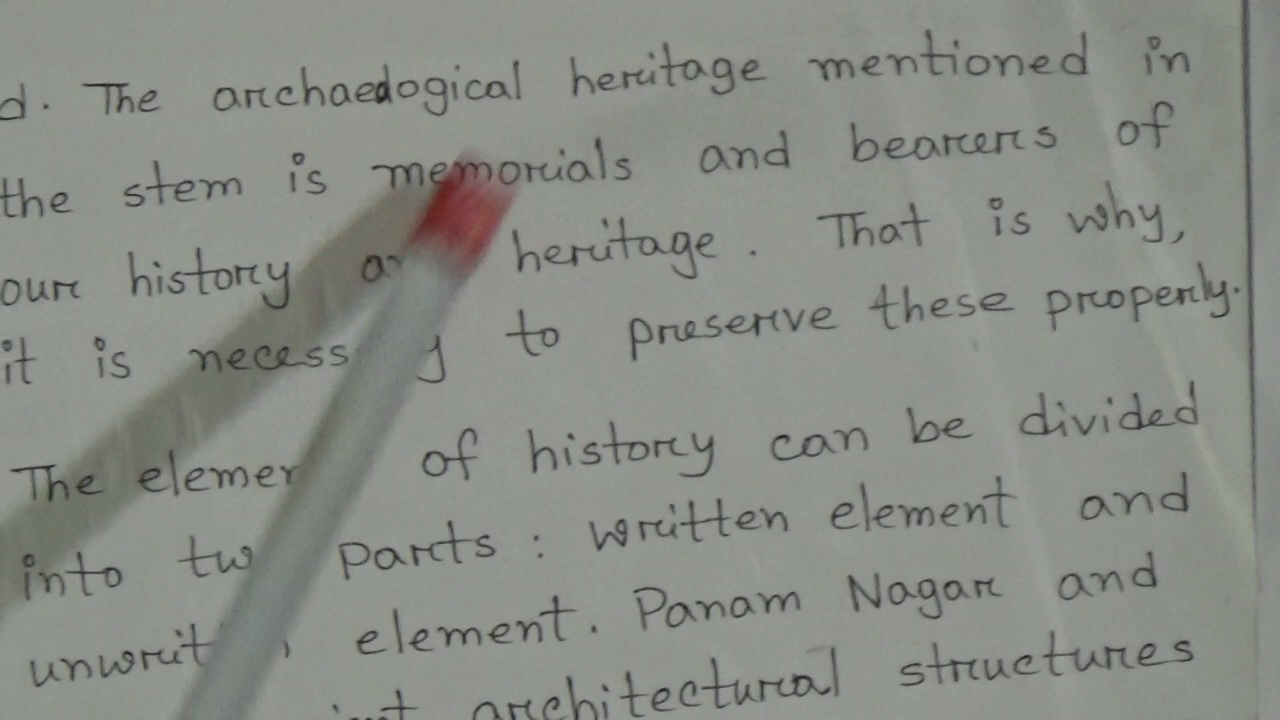 d. The archaedogical heritage mentioned in
the stem is memorials and bearers of
our history heritage. That is why,
it is to preserve these properly.
The of history can be divided
into parts : written element and
element. Panam Nagar and
architectural structures